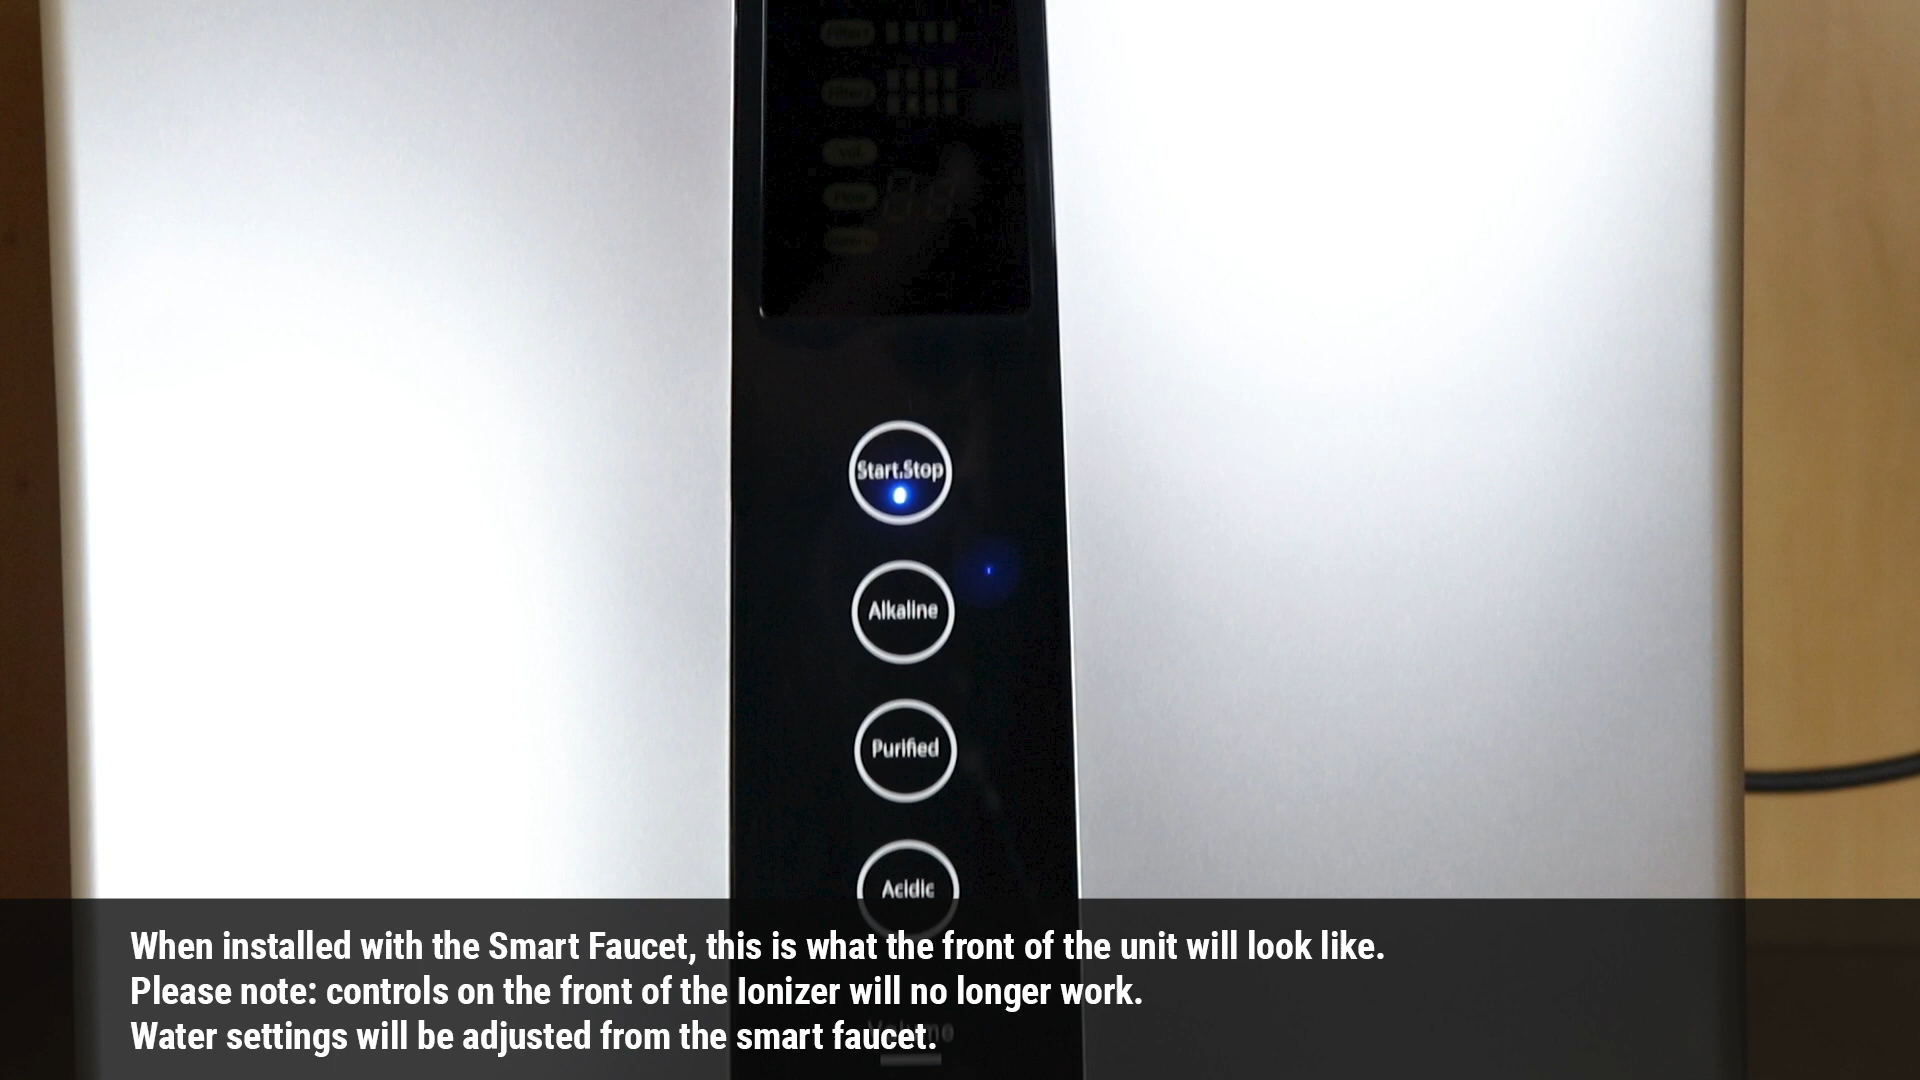 Start.Stop
Alkaline
Purified
Acidic
When installed with the Smart Faucet, this is what the front of the unit will look like.
Please note: controls on the front of the Ionizer will no longer work.
Water settings will be adjusted from the smart faucet.